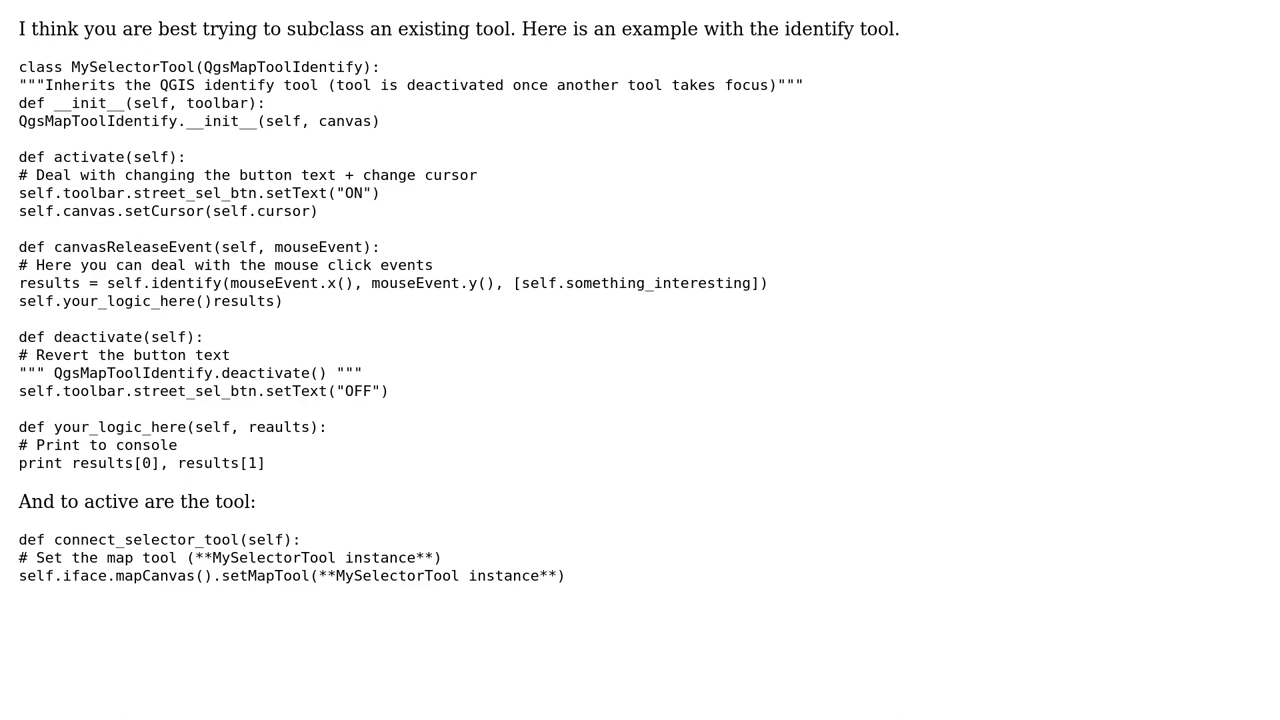 I think you are best trying to subclass an existing tool. Here is an example with the identify tool.
class MySelectorTool(QgsMapToolIdentify):
"""Inherits the QGIS identify tool (tool is deactivated once another tool takes focus)"""
def __init__(self, toolbar):
QgsMapToolIdentify.__init__(self, canvas)
def activate(self):
# Deal with changing the button text + change cursor
self.toolbar.street_sel_btn.setText("ON")
self.canvas.setCursor(self.cursor)
def canvasReleaseEvent(self, mouseEvent):
# Here you can deal with the mouse click events
results = self.identify(mouseEvent.x(), mouseEvent.y(), [self.something_interesting])
self.your_logic_here()results)
def deactivate(self):
# Revert the button text
""" QgsMapToolIdentify.deactivate() """
self.toolbar.street_sel_btn.setText("OFF")
def your_logic_here(self, reaults):
# Print to console
print results[0], results[1]
And to active are the tool:
def connect_selector_tool(self):
# Set the map tool (**MySelectorTool instance**)
self.iface.mapCanvas().setMapTool(**MySelectorTool instance**)